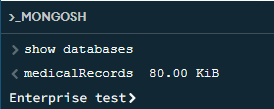 >_MONGOSH
> show databases
< medicalRecords  80.00 KiB
Enterprise test>